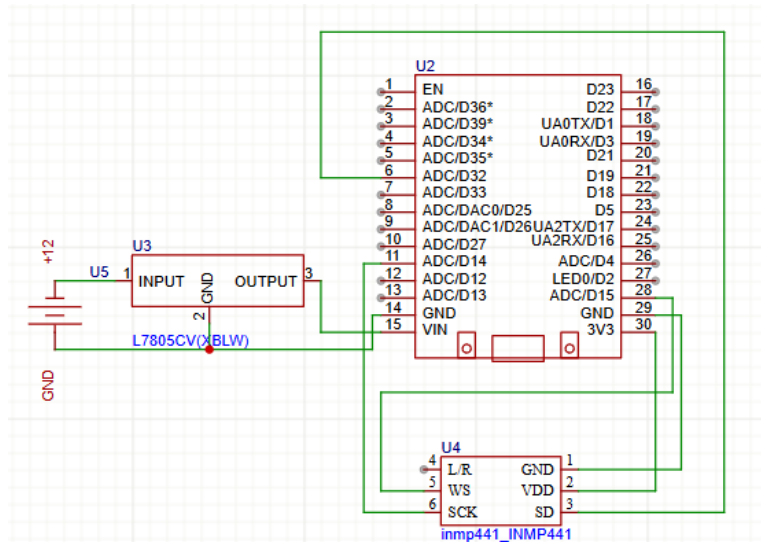 U2
1 EN D23 16
2 ADC/D36* D22 17
3 ADC/D39* UA0TX/D1 18
4 ADC/D34* UA0RX/D3 19
5 ADC/D35* D21 20
6 ADC/D32 D19 21
7 ADC/D33 D18 22
8 ADC/DAC0/D25 D5 23
9 ADC/DAC1/D26 UA2TX/D17 24
10 ADC/D27 UA2RX/D16 25
11 ADC/D14 ADC/D4 26
12 ADC/D12 LED0/D2 27
13 ADC/D13 ADC/D15 28
14 GND GND 29
15 VIN 3V3 30
+12
U5
GND
U3
1 INPUT OUTPUT 3
2 GND
L7805CV(XBLW)
U4
4 L/R GND 1
5 WS VDD 2
6 SCK SD 3
inmp441_INMP441